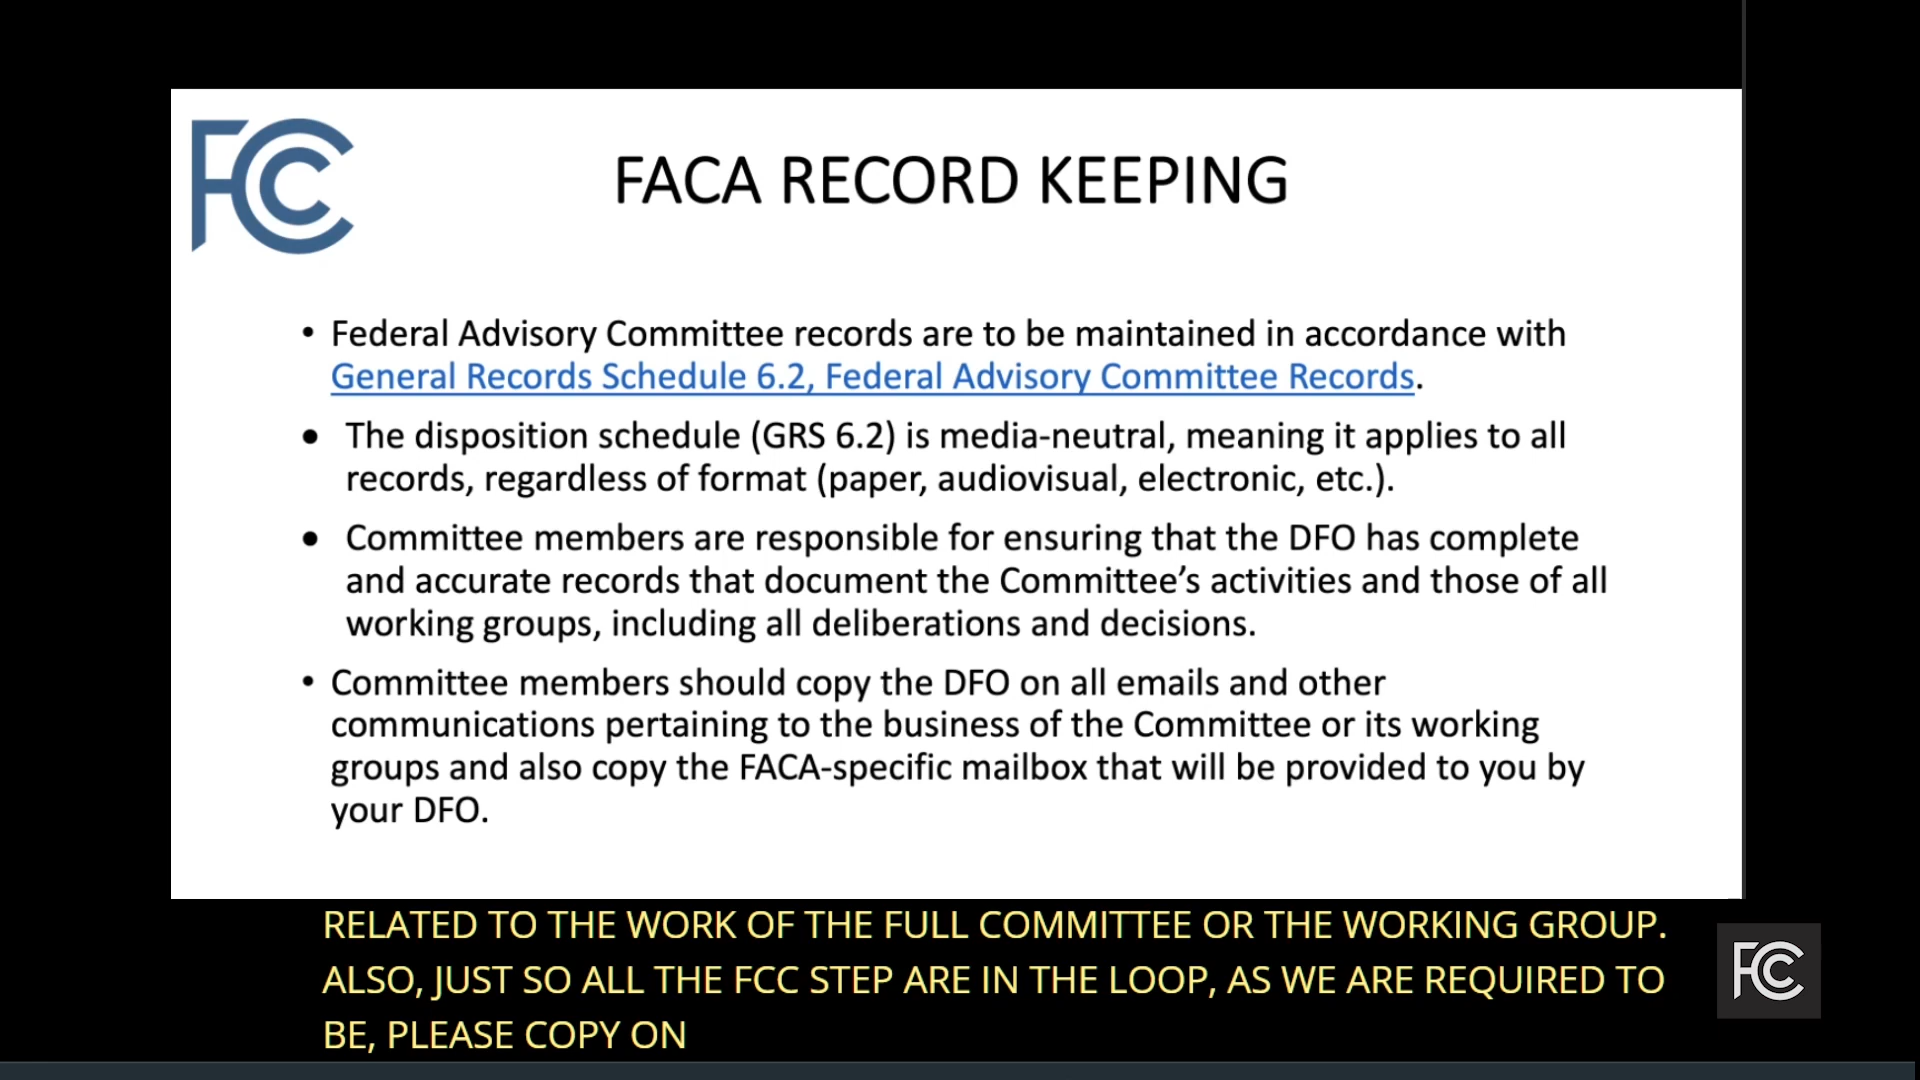 FCC
FACA RECORD KEEPING
• Federal Advisory Committee records are to be maintained in accordance with
General Records Schedule 6.2, Federal Advisory Committee Records.
• The disposition schedule (GRS 6.2) is media-neutral, meaning it applies to all
records, regardless of format (paper, audiovisual, electronic, etc.).
• Committee members are responsible for ensuring that the DFO has complete
and accurate records that document the Committee’s activities and those of all
working groups, including all deliberations and decisions.
• Committee members should copy the DFO on all emails and other
communications pertaining to the business of the Committee or its working
groups and also copy the FACA-specific mailbox that will be provided to you by
your DFO.
RELATED TO THE WORK OF THE FULL COMMITTEE OR THE WORKING GROUP.
ALSO, JUST SO ALL THE FCC STEP ARE IN THE LOOP, AS WE ARE REQUIRED TO
BE, PLEASE COPY ON
FCC